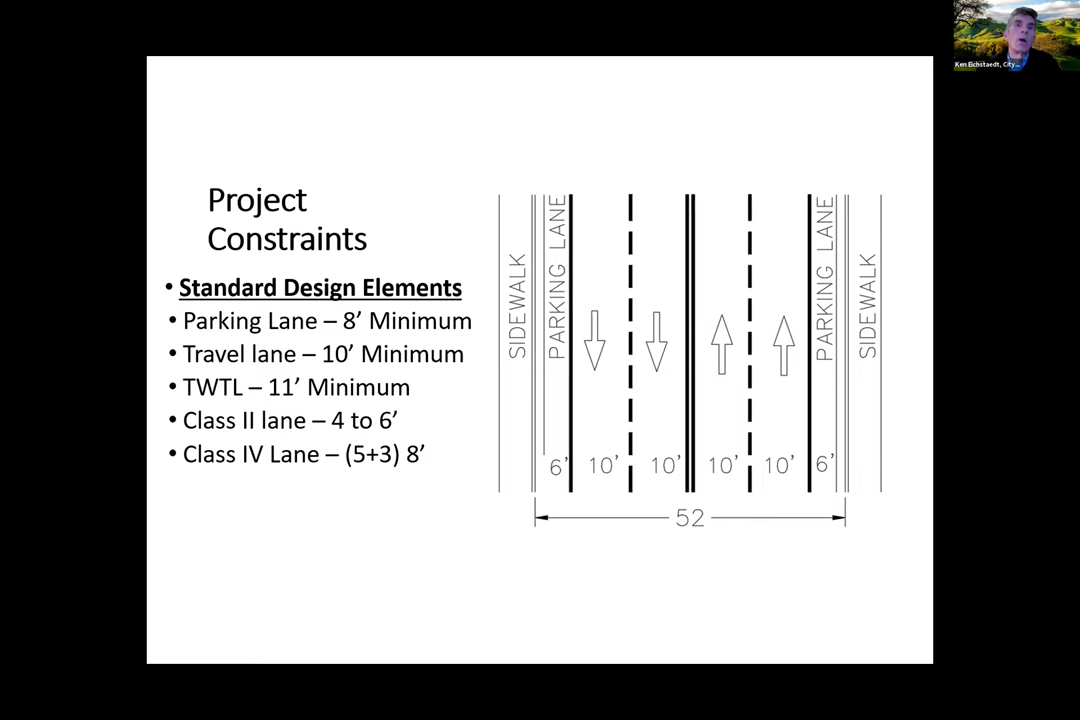 Ken Eichstaedt, City...
Project
Constraints
• Standard Design Elements
• Parking Lane – 8’ Minimum
• Travel lane – 10’ Minimum
• TWTL – 11’ Minimum
• Class II lane – 4 to 6’
• Class IV Lane – (5+3) 8’
SIDEWALK
PARKING LANE
PARKING LANE
SIDEWALK
6’ 10’ 10’ 10’ 10’ 6’
52